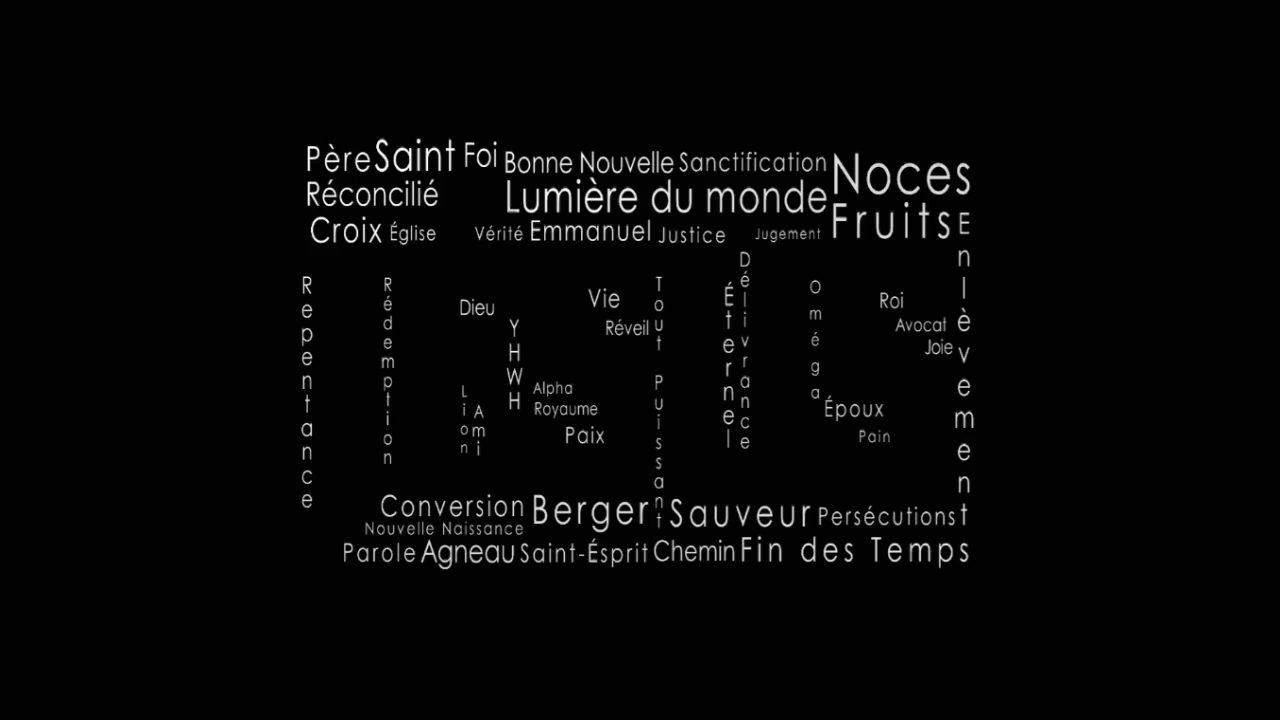 Père Saint Foi Bonne Nouvelle Sanctification Noces
Réconcilié Lumière du monde Fruits
Croix Église Vérité Emmanuel Justice Jugement
Enlèvement
Repentance
Rédemption
Dieu
YHWH
Lion
Ami
Vie
Réveil
Alpha
Royaume
Paix
Tout Puissant
Éternel
Délivrance
Oméga
Roi
Avocat
Joie
Époux
Pain
Conversion Berger Sauveur Persécutions
Nouvelle Naissance
Parole Agneau Saint-Ésprit Chemin Fin des Temps